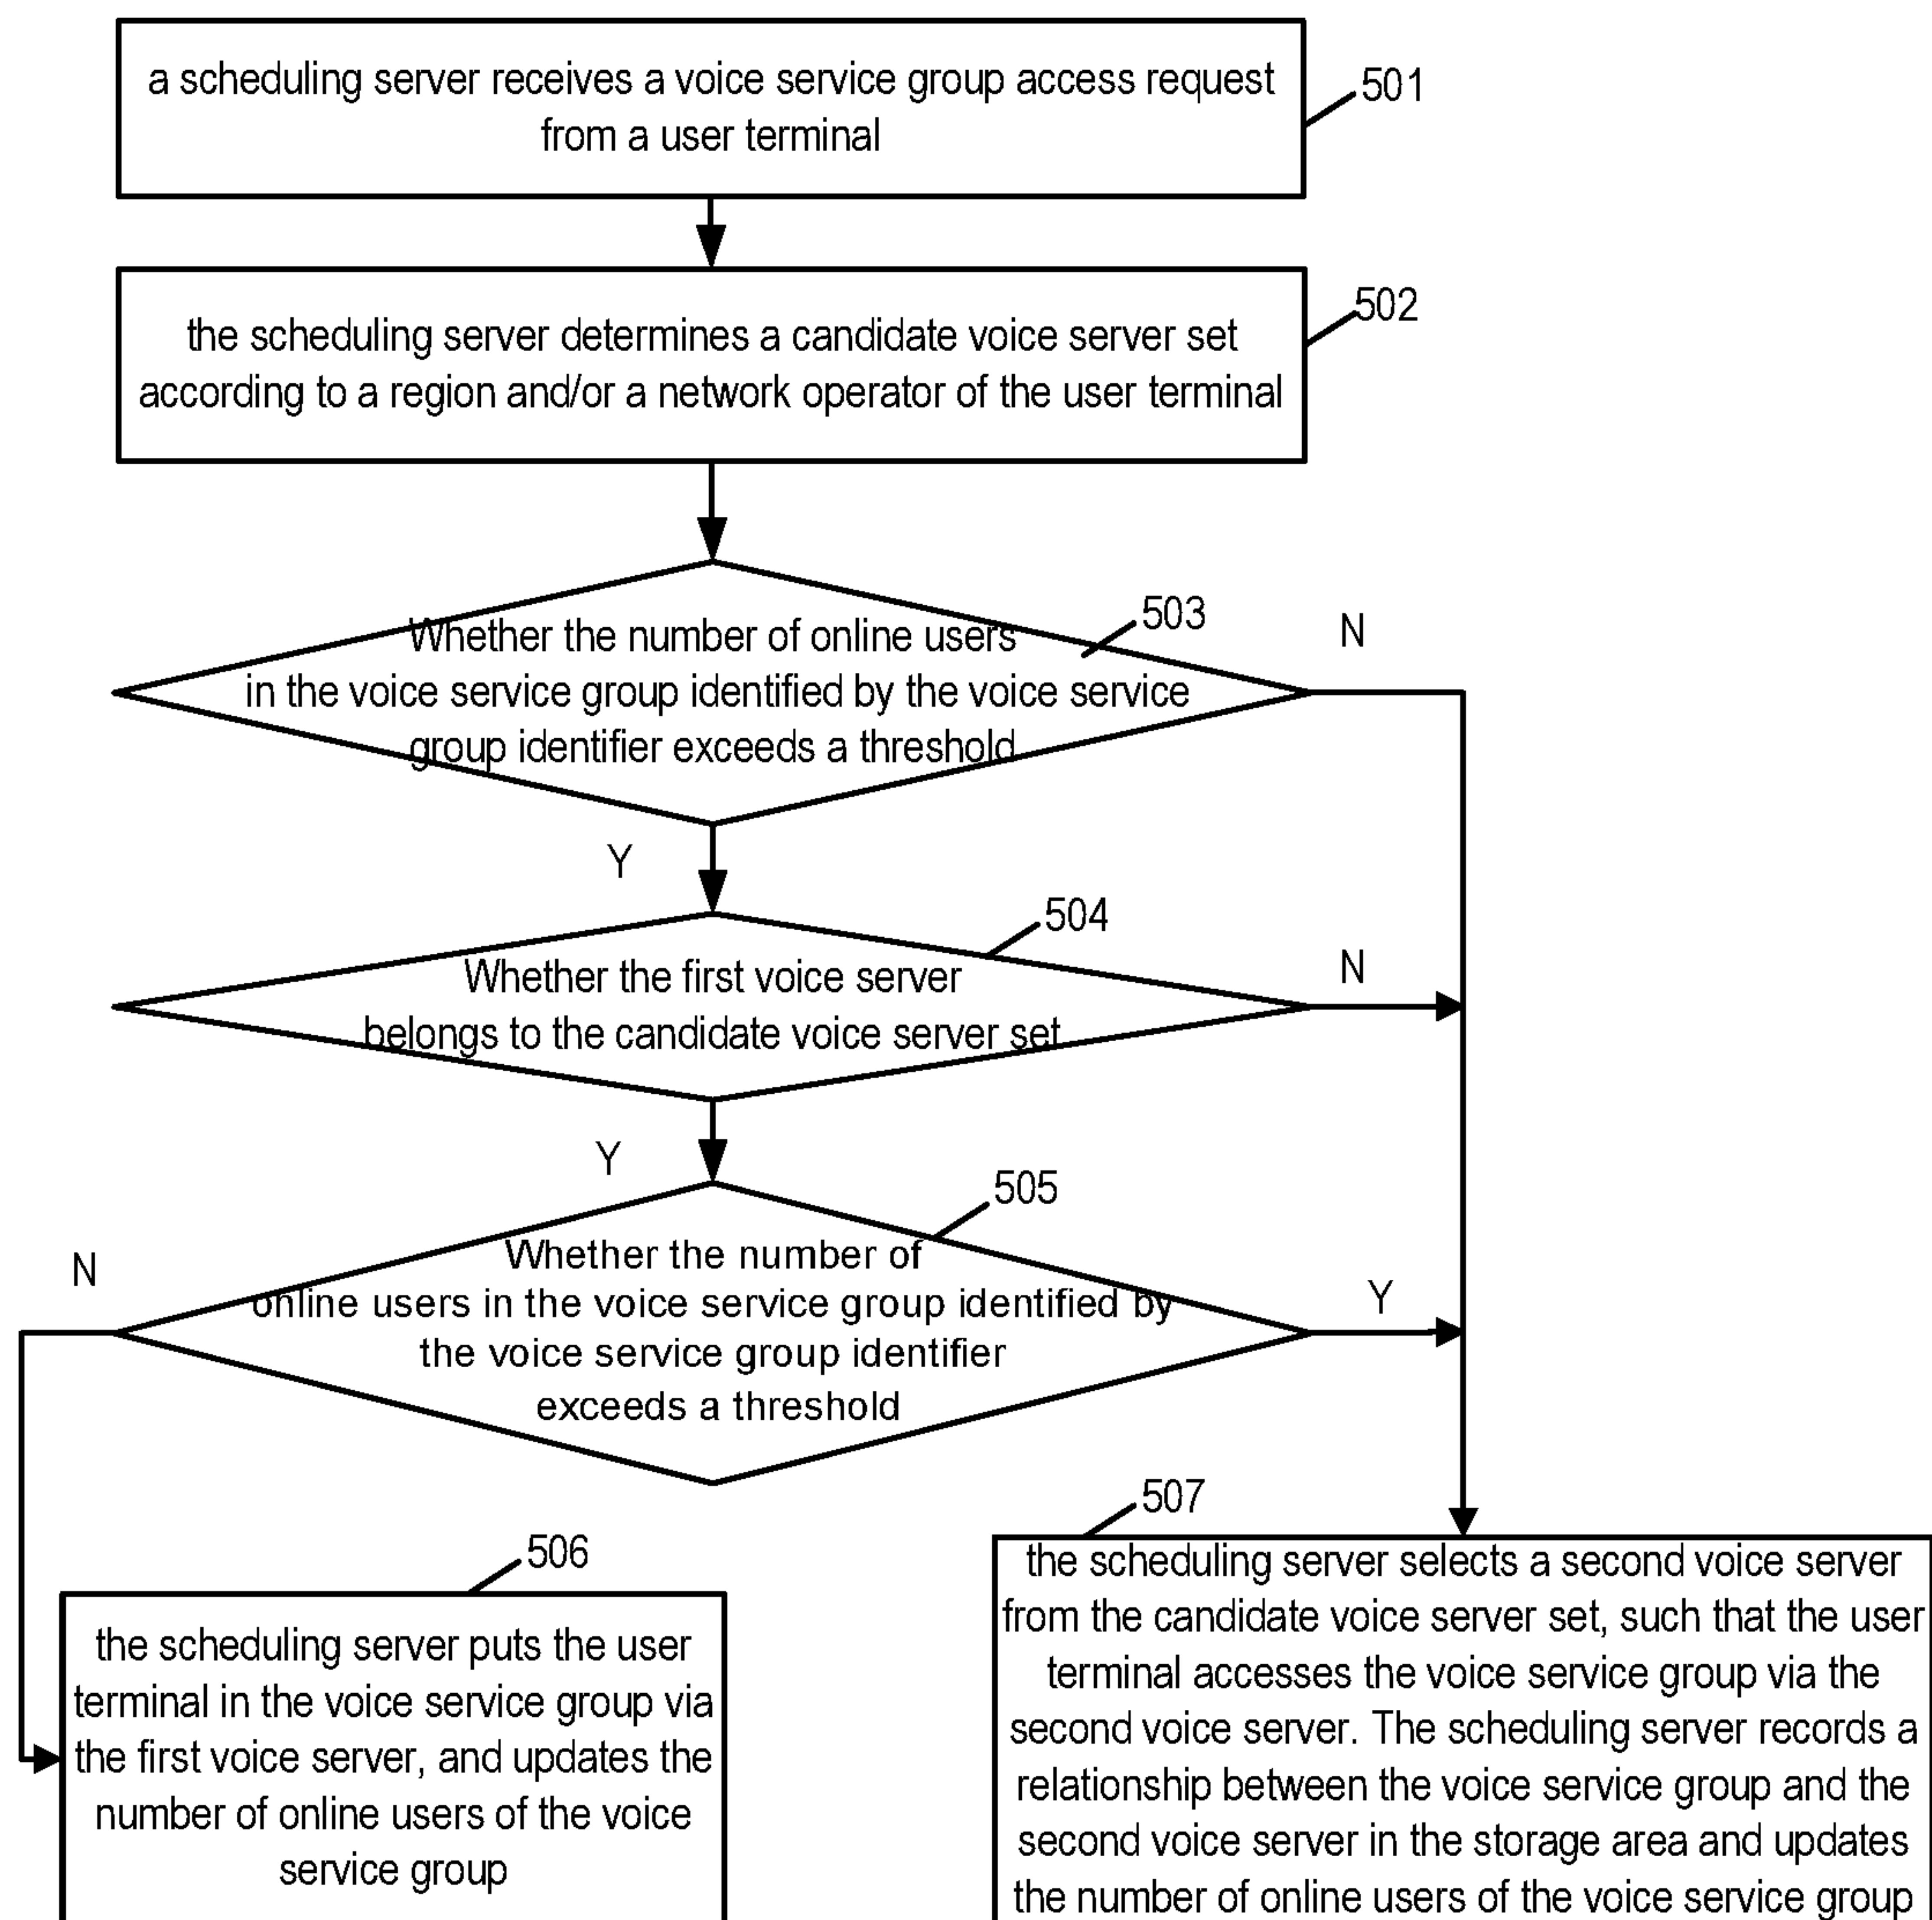 a scheduling server receives a voice service group access request
from a user terminal
501
the scheduling server determines a candidate voice server set
according to a region and/or a network operator of the user terminal
502
Whether the number of online users
in the voice service group identified by the voice service
group identifier exceeds a threshold
503
N
Y
504
Whether the first voice server
belongs to the candidate voice server set
N
Y
505
Whether the number of
online users in the voice service group identified by
the voice service group identifier
exceeds a threshold
N
Y
506
the scheduling server puts the user
terminal in the voice service group via
the first voice server, and updates the
number of online users of the voice
service group
507
the scheduling server selects a second voice server
from the candidate voice server set, such that the user
terminal accesses the voice service group via the
second voice server. The scheduling server records a
relationship between the voice service group and the
second voice server in the storage area and updates
the number of online users of the voice service group